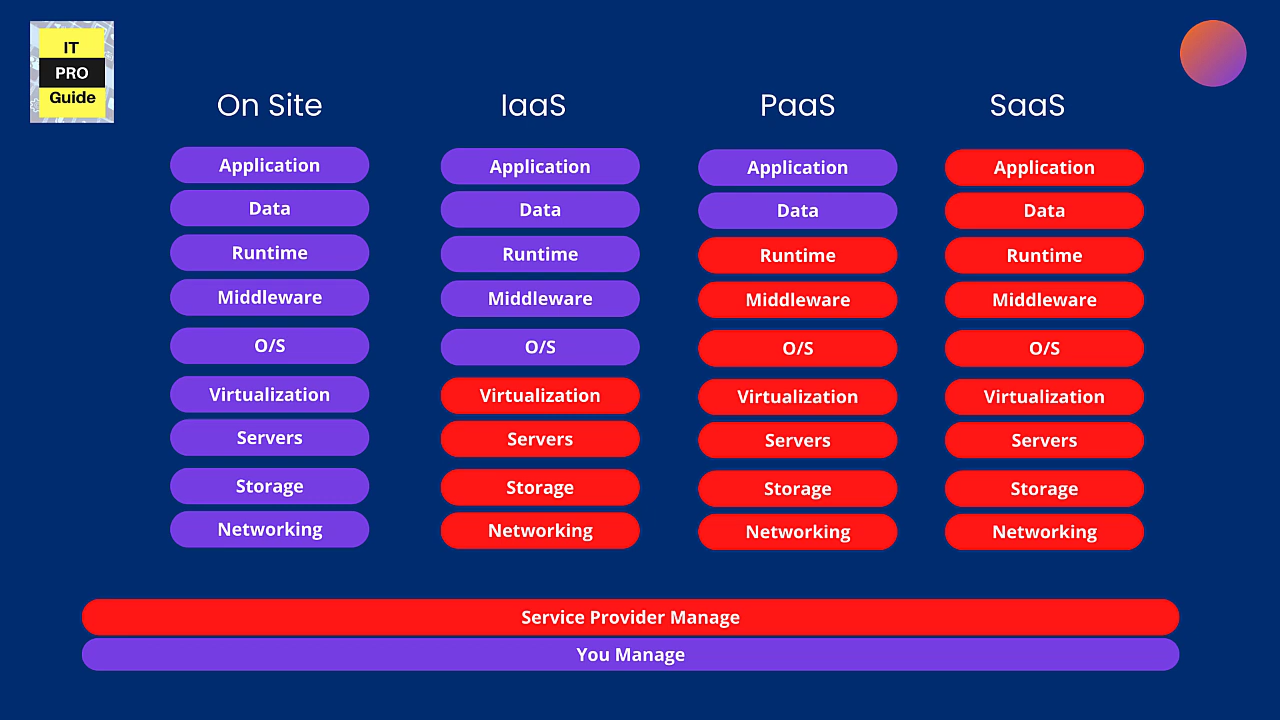 IT
PRO
Guide
On Site
IaaS
PaaS
SaaS
Application
Application
Application
Application
Data
Data
Data
Data
Runtime
Runtime
Runtime
Runtime
Middleware
Middleware
Middleware
Middleware
O/S
O/S
O/S
O/S
Virtualization
Virtualization
Virtualization
Virtualization
Servers
Servers
Servers
Servers
Storage
Storage
Storage
Storage
Networking
Networking
Networking
Networking
Service Provider Manage
You Manage